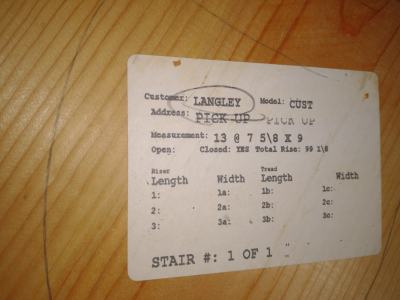 Customer: LANGLEY Model: CUST
Address: PICK UP PICK UP
Measurement: 13 @ 7 5\8 X 9
Open: Closed: YES Total Rise: 99 1\8
Riser Tread
Length Width Length Width
1: 1a: 1b: 1c:
2: 2a: 2b: 2c:
3: 3a: 3b: 3c:
STAIR #: 1 OF 1